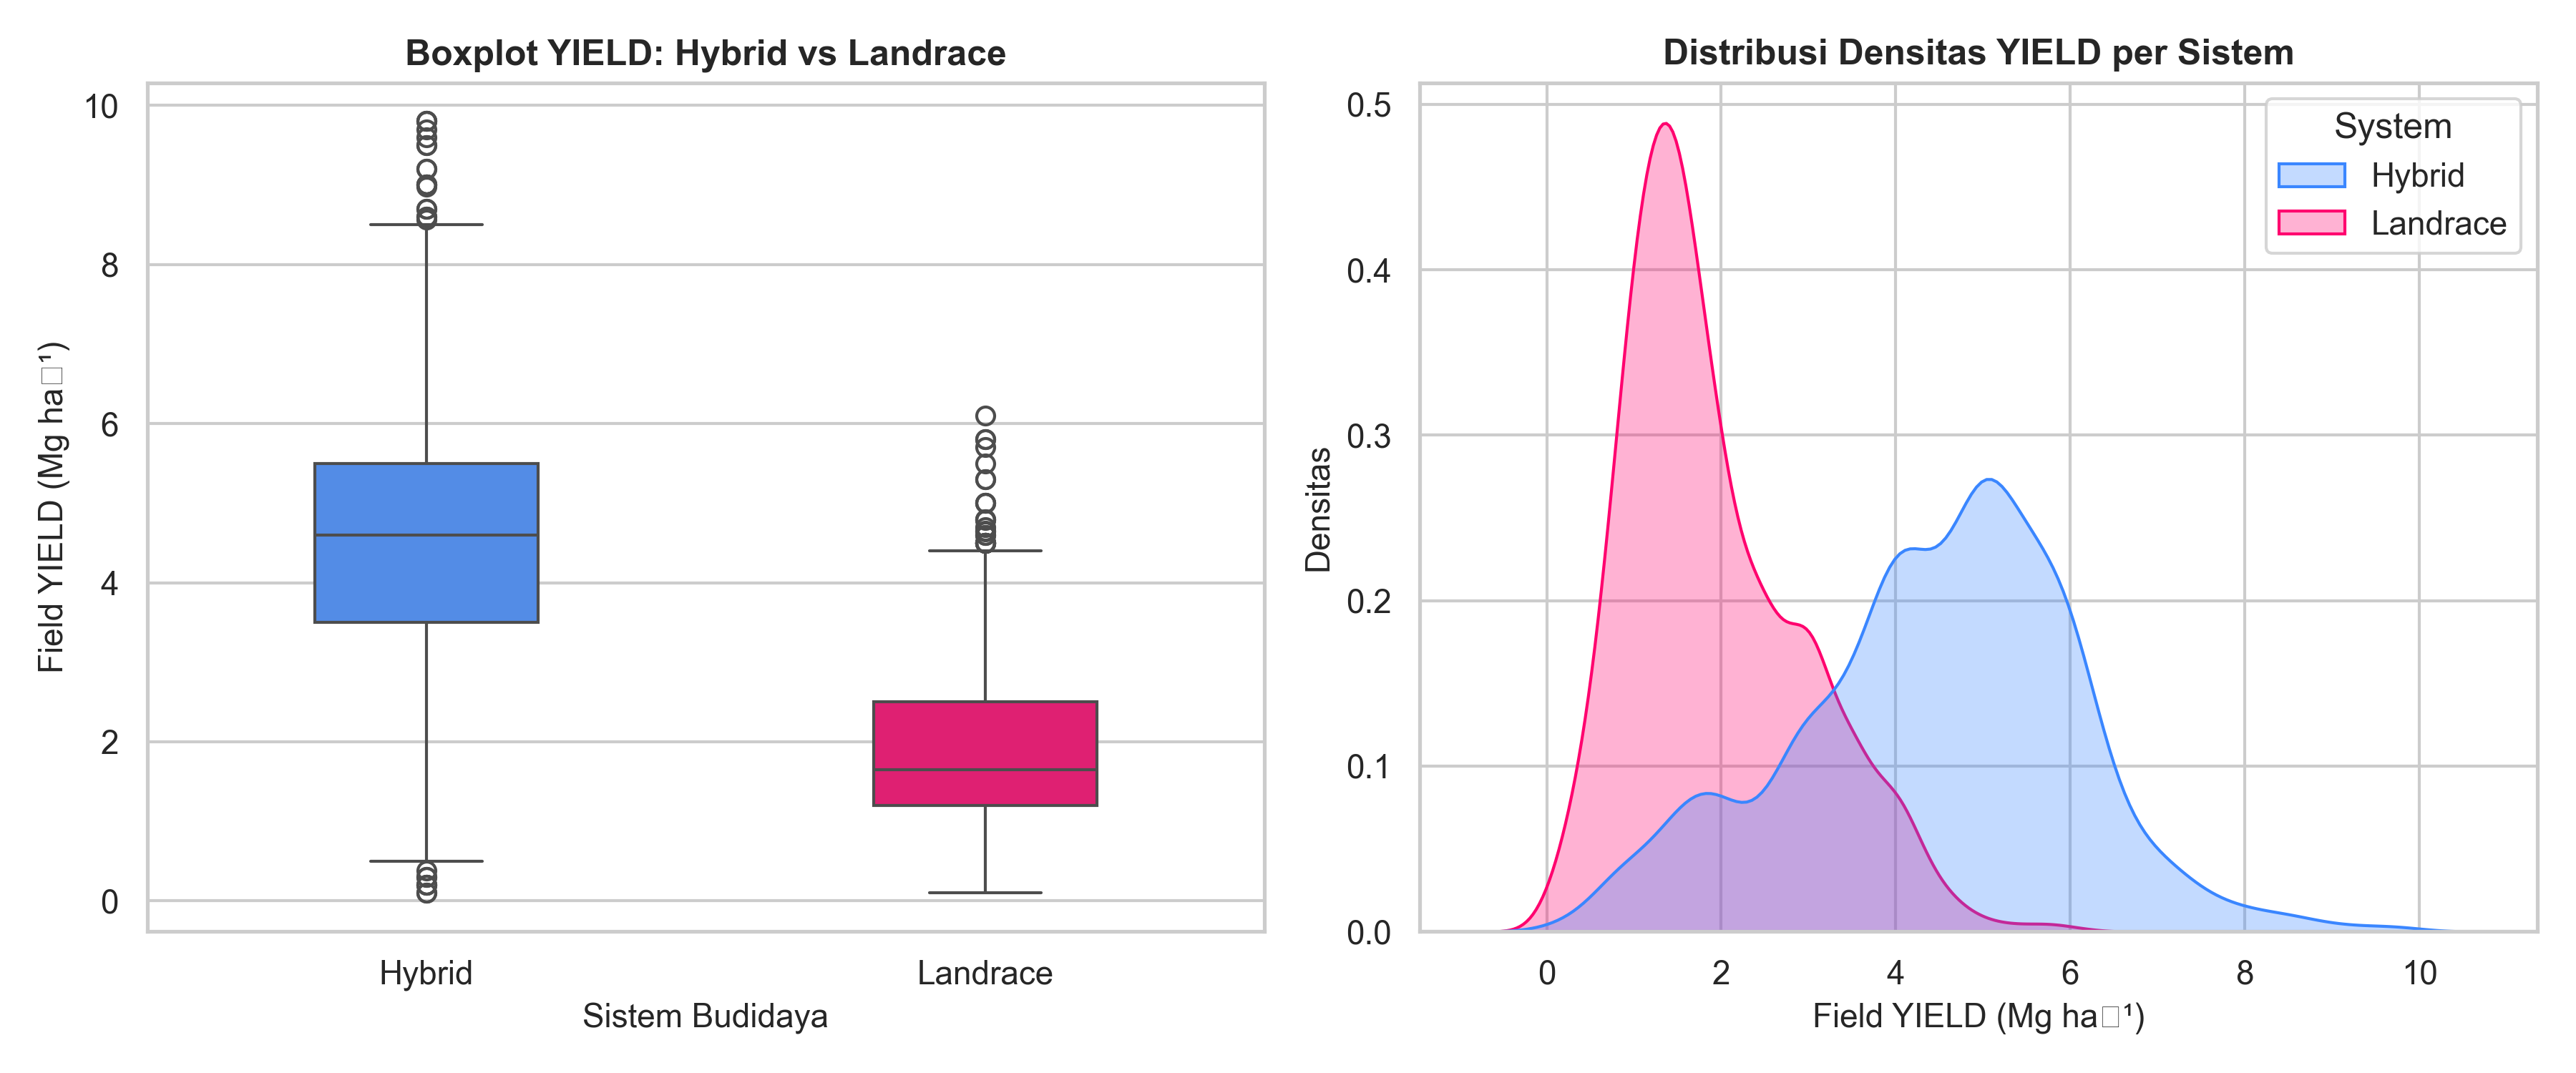 Boxplot YIELD: Hybrid vs Landrace
Field YIELD (Mg ha□¹)
10
8
6
4
2
0
Hybrid
Landrace
Sistem Budidaya
Distribusi Densitas YIELD per Sistem
Densitas
0.5
0.4
0.3
0.2
0.1
0.0
System
Hybrid
Landrace
0 2 4 6 8 10
Field YIELD (Mg ha□¹)